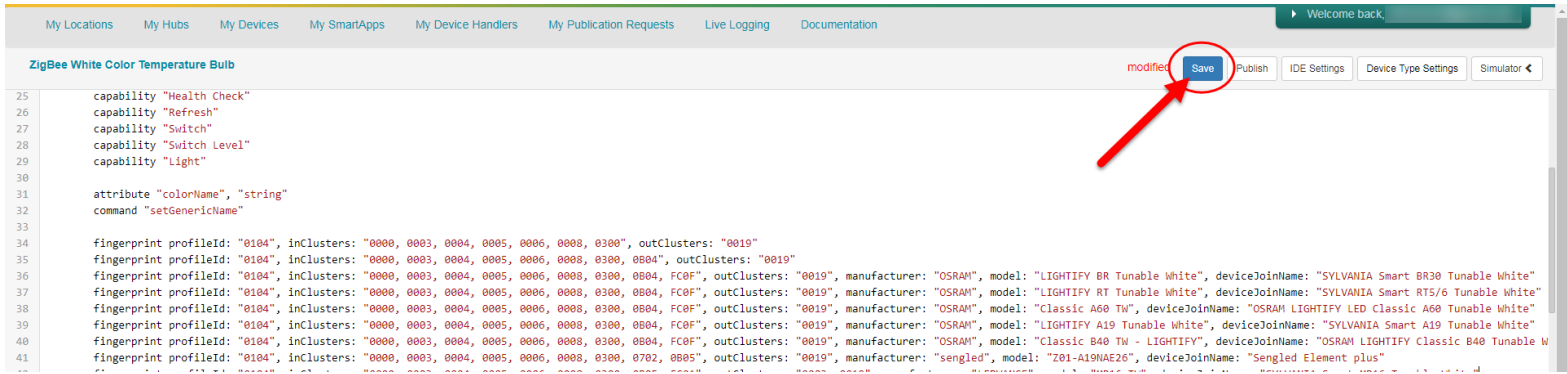 Welcome back,
My Locations My Hubs My Devices My SmartApps My Device Handlers My Publication Requests Live Logging Documentation
ZigBee White Color Temperature Bulb modified Save Publish IDE Settings Device Type Settings Simulator
25 capability "Health Check"
26 capability "Refresh"
27 capability "Switch"
28 capability "Switch Level"
29 capability "Light"
30
31 attribute "colorName", "string"
32 command "setGenericName"
33
34 fingerprint profileId: "0104", inClusters: "0000, 0003, 0004, 0005, 0006, 0008, 0300", outClusters: "0019"
35 fingerprint profileId: "0104", inClusters: "0000, 0003, 0004, 0005, 0006, 0008, 0300, 0B04", outClusters: "0019"
36 fingerprint profileId: "0104", inClusters: "0000, 0003, 0004, 0005, 0006, 0008, 0300, 0B04, FC0F", outClusters: "0019", manufacturer: "OSRAM", model: "LIGHTIFY BR Tunable White", deviceJoinName: "SYLVANIA Smart BR30 Tunable White"
37 fingerprint profileId: "0104", inClusters: "0000, 0003, 0004, 0005, 0006, 0008, 0300, 0B04, FC0F", outClusters: "0019", manufacturer: "OSRAM", model: "LIGHTIFY RT Tunable White", deviceJoinName: "SYLVANIA Smart RT5/6 Tunable White"
38 fingerprint profileId: "0104", inClusters: "0000, 0003, 0004, 0005, 0006, 0008, 0300, 0B04, FC0F", outClusters: "0019", manufacturer: "OSRAM", model: "Classic A60 TW", deviceJoinName: "OSRAM LIGHTIFY LED Classic A60 Tunable White"
39 fingerprint profileId: "0104", inClusters: "0000, 0003, 0004, 0005, 0006, 0008, 0300, 0B04, FC0F", outClusters: "0019", manufacturer: "OSRAM", model: "LIGHTIFY A19 Tunable White", deviceJoinName: "SYLVANIA Smart A19 Tunable White"
40 fingerprint profileId: "0104", inClusters: "0000, 0003, 0004, 0005, 0006, 0008, 0300, 0B04, FC0F", outClusters: "0019", manufacturer: "OSRAM", model: "Classic B40 TW - LIGHTIFY", deviceJoinName: "OSRAM LIGHTIFY Classic B40 Tunable W
41 fingerprint profileId: "0104", inClusters: "0000, 0003, 0004, 0005, 0006, 0008, 0300, 0702, 0B05", outClusters: "0019", manufacturer: "sengled", model: "Z01-A19NAE26", deviceJoinName: "Sengled Element plus"